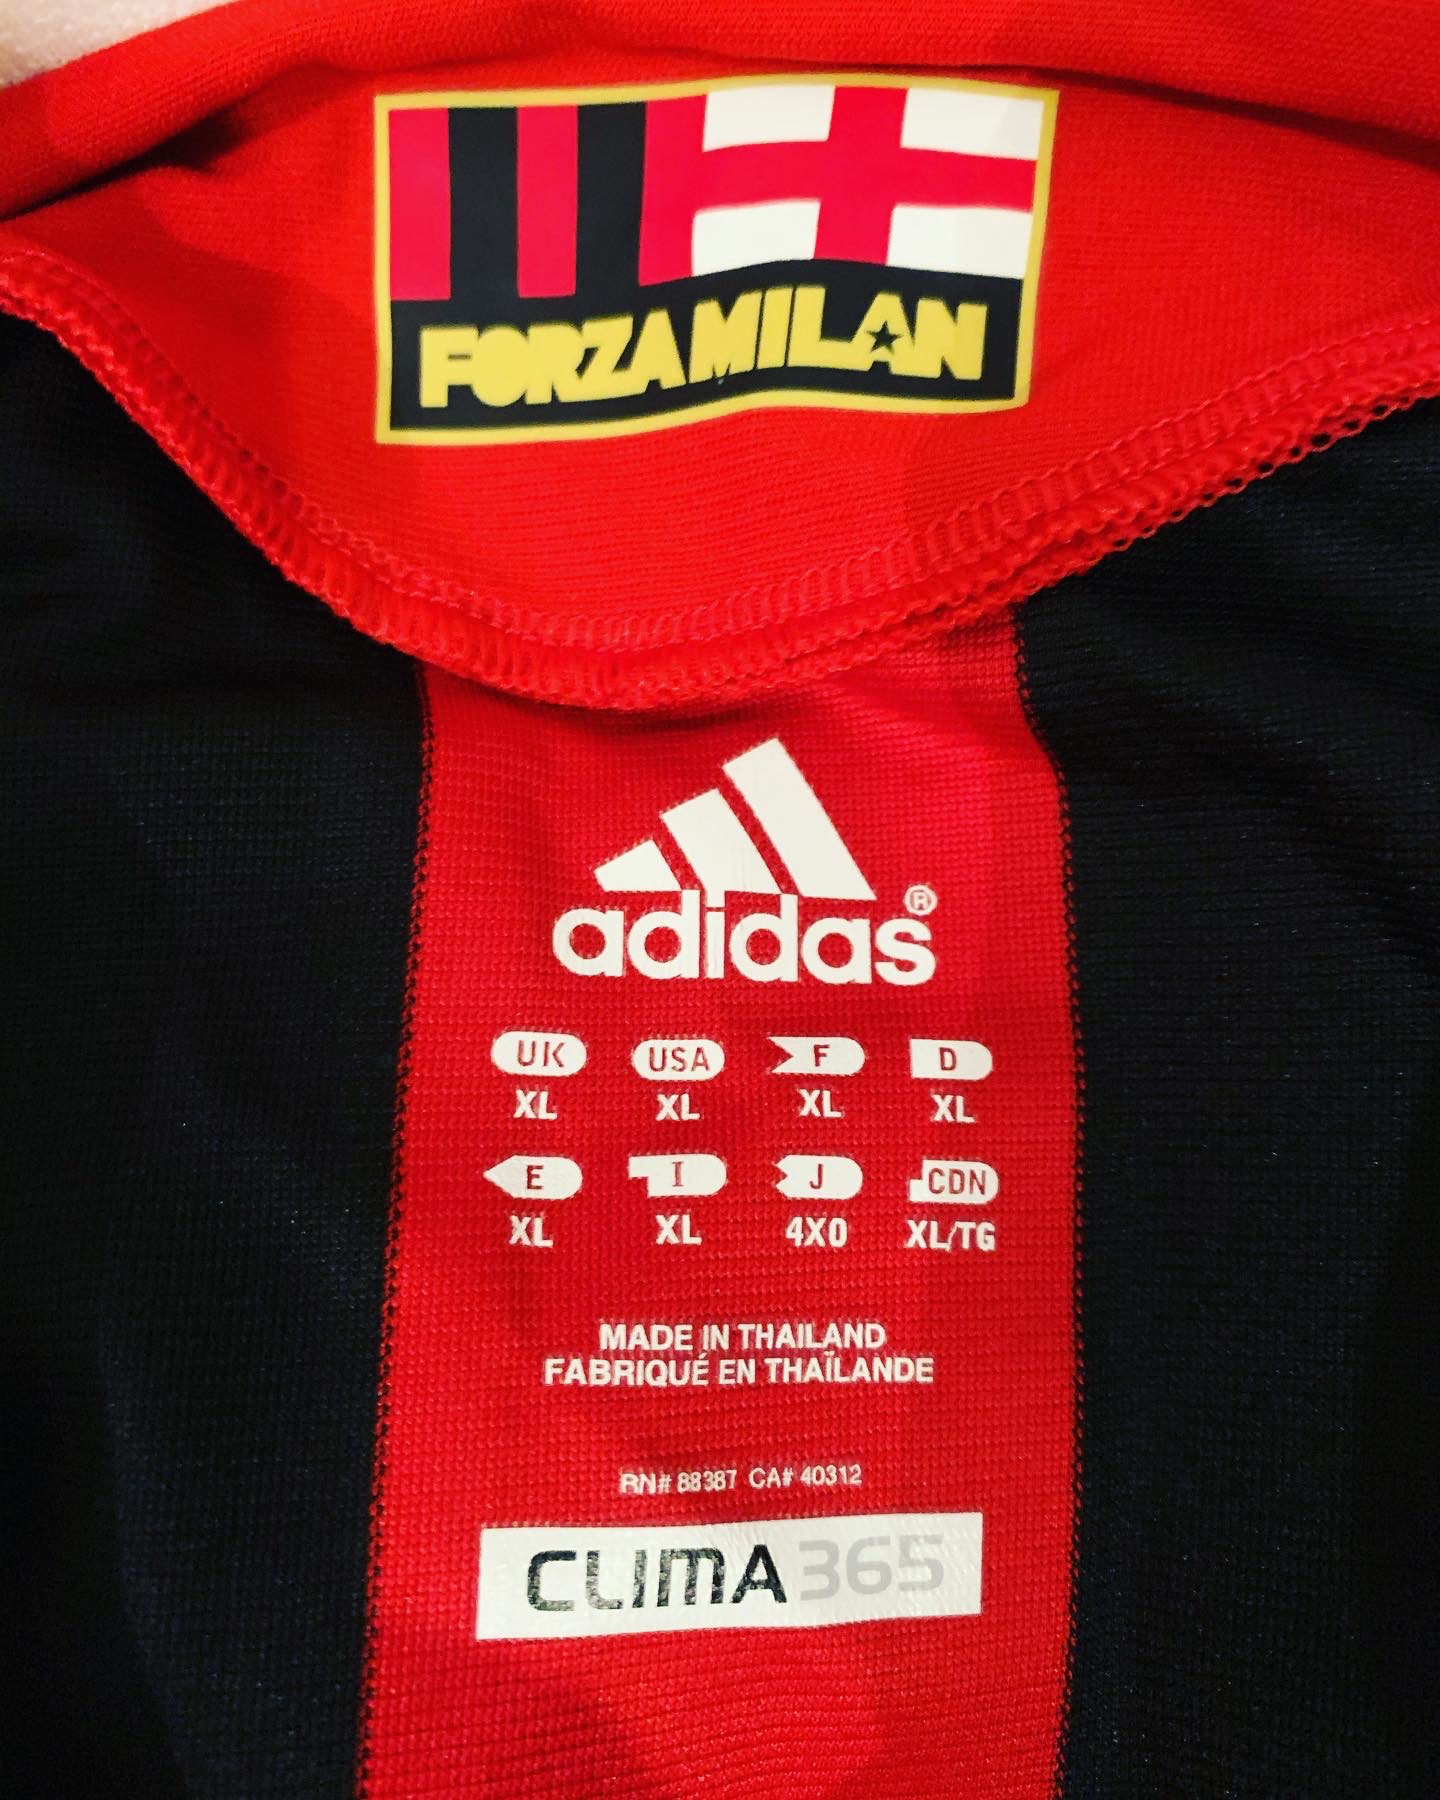 FORZA MILAN
adidas®
UK USA F D
XL XL XL XL
E I J CDN
XL XL 4XO XL/TG
MADE IN THAILAND
FABRIQUÉ EN THAÏLANDE
RN# 88387 CA# 40312
CLIMA365